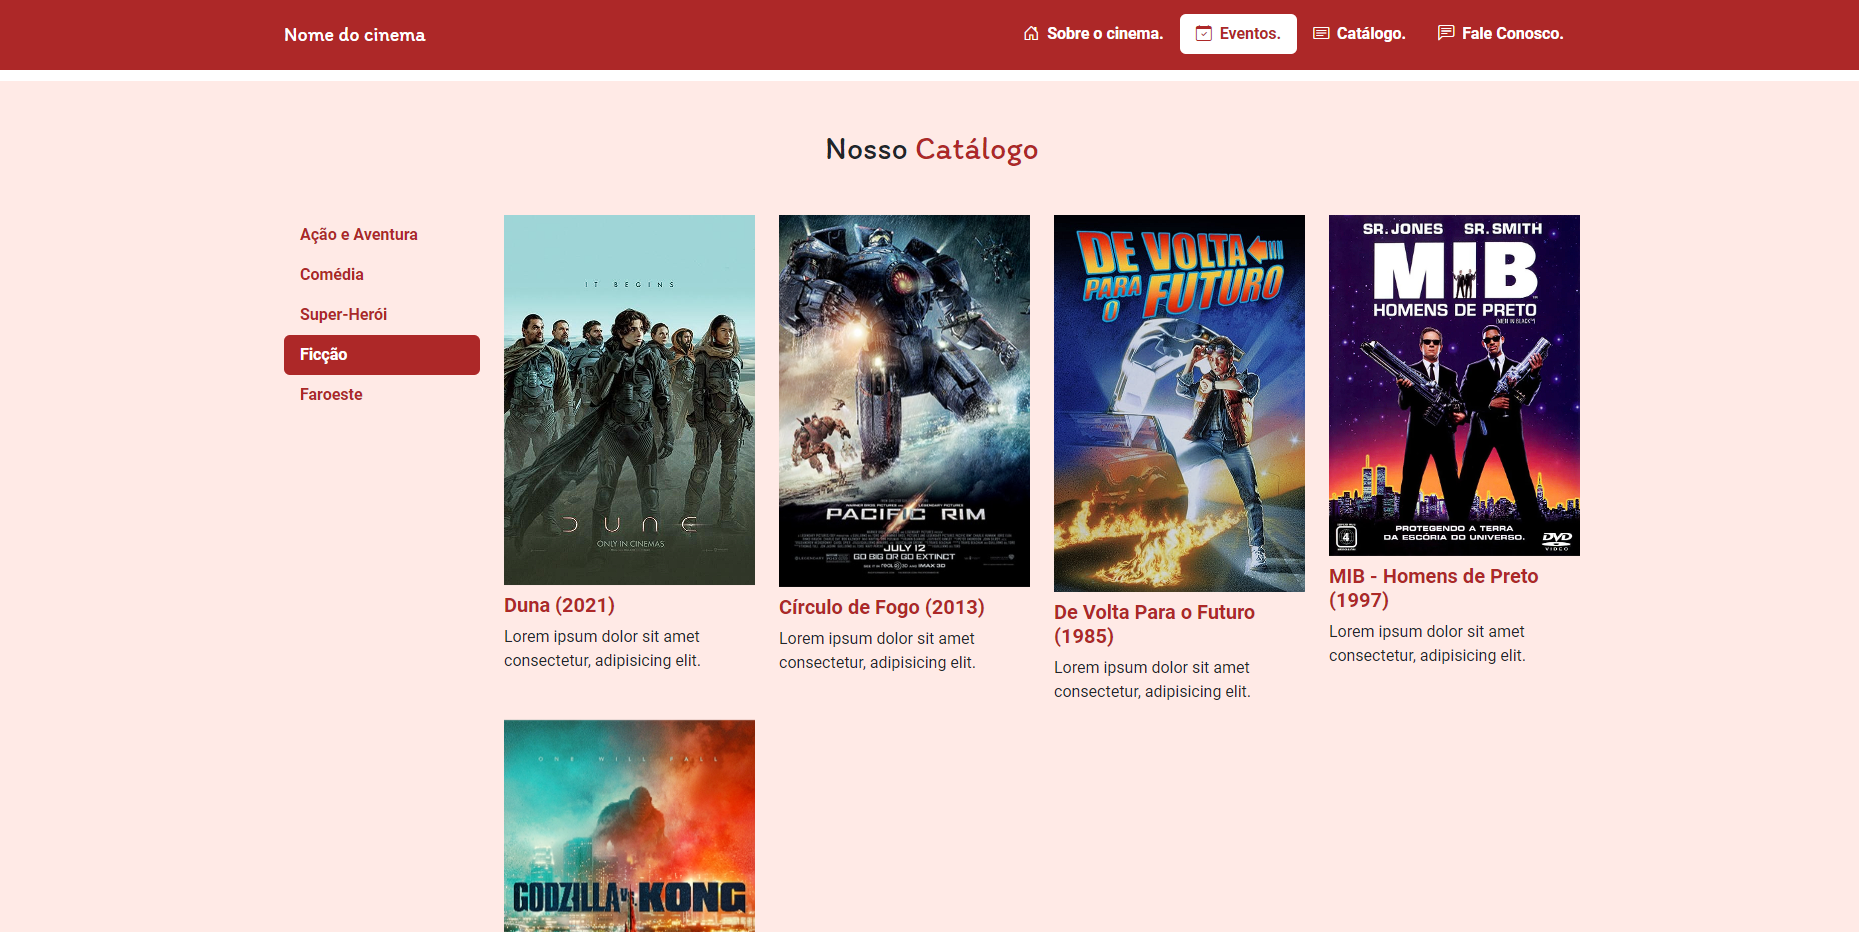 Nome do cinema
Sobre o cinema.
Eventos.
Catálogo.
Fale Conosco.
Nosso Catálogo
Ação e Aventura
Comédia
Super-Herói
Ficção
Faroeste
IT BEGINS
DUNE
ONLY IN CINEMAS
Duna (2021)
Lorem ipsum dolor sit amet
consectetur, adipisicing elit.
PACIFIC RIM
JULY 12
GO BIG OR GO EXTINCT
Círculo de Fogo (2013)
Lorem ipsum dolor sit amet
consectetur, adipisicing elit.
DE VOLTA
PARA
O
FUTURO
De Volta Para o Futuro
(1985)
Lorem ipsum dolor sit amet
consectetur, adipisicing elit.
SR. JONES SR. SMITH
MIB
HOMENS DE PRETO
PROTEGENDO A TERRA
DA ESCÓRIA DO UNIVERSO.
DVD
VIDEO
MIB - Homens de Preto
(1997)
Lorem ipsum dolor sit amet
consectetur, adipisicing elit.
ONE WILL FALL
GODZILLA VS. KONG